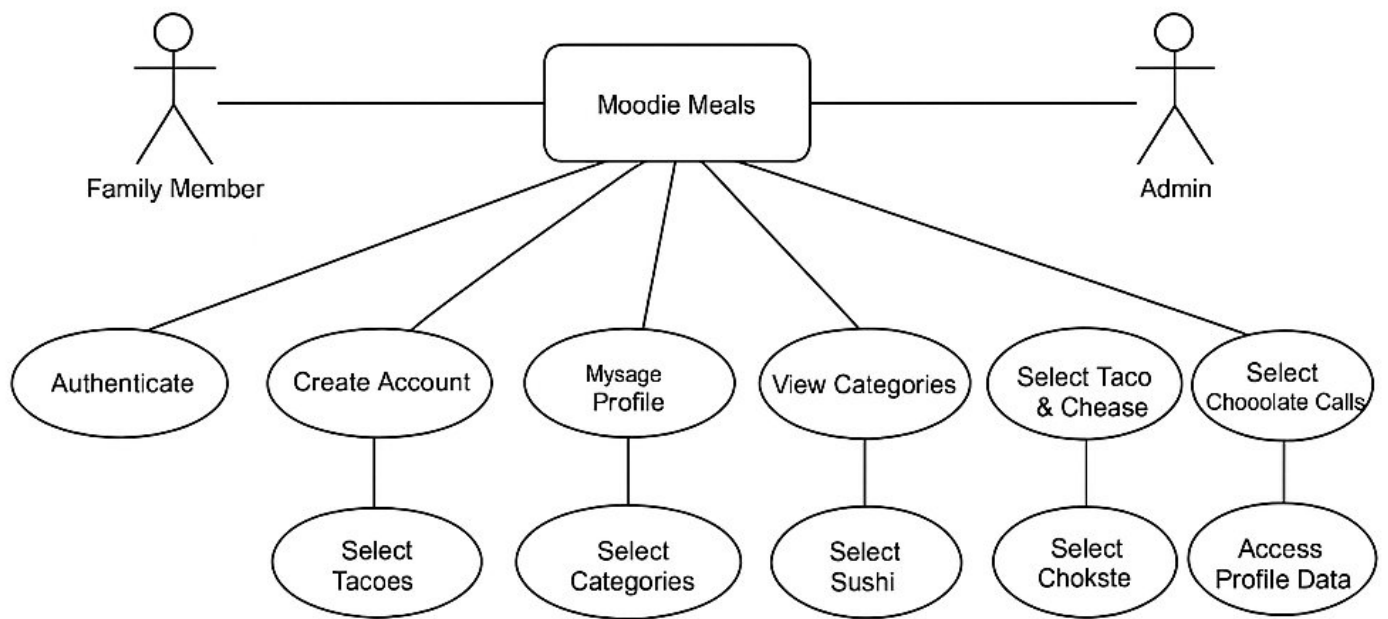 Moodie Meals
Family Member
Admin
Authenticate
Create Account
Mysage
Profile
View Categories
Select Taco
& Chease
Select
Chooolate Calls
Select
Tacoes
Select
Categories
Select
Sushi
Select
Chokste
Access
Profile Data